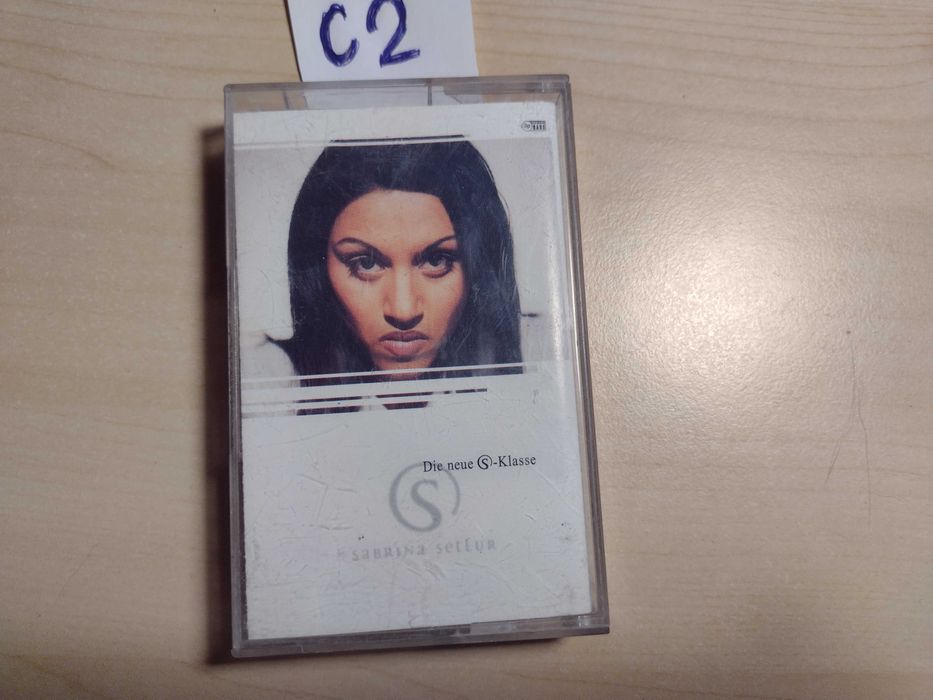 C2
Die neue S-Klasse
S
SABRINA SETLUR